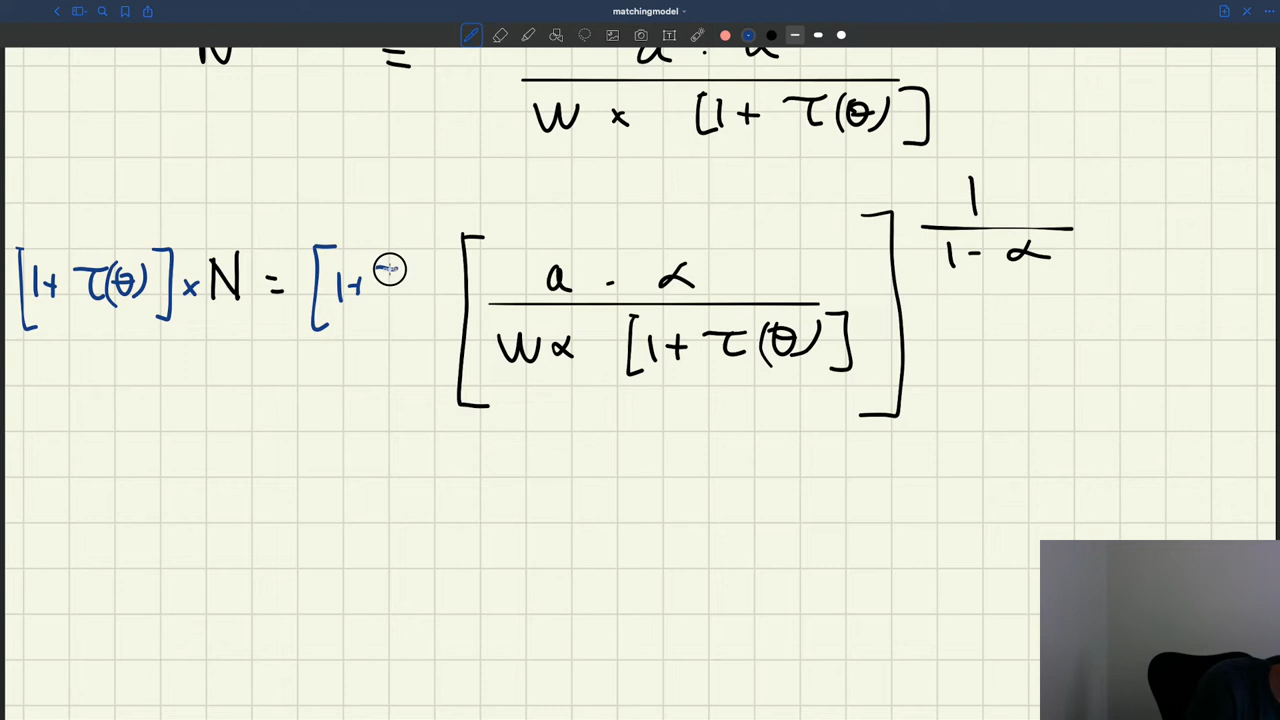 matchingmodel
N = a · α
W × [1 + τ(θ)]
1
[1+ τ(θ)] × N = [1+ [ a · α ] 1 - α
W α [1 + τ(θ)]